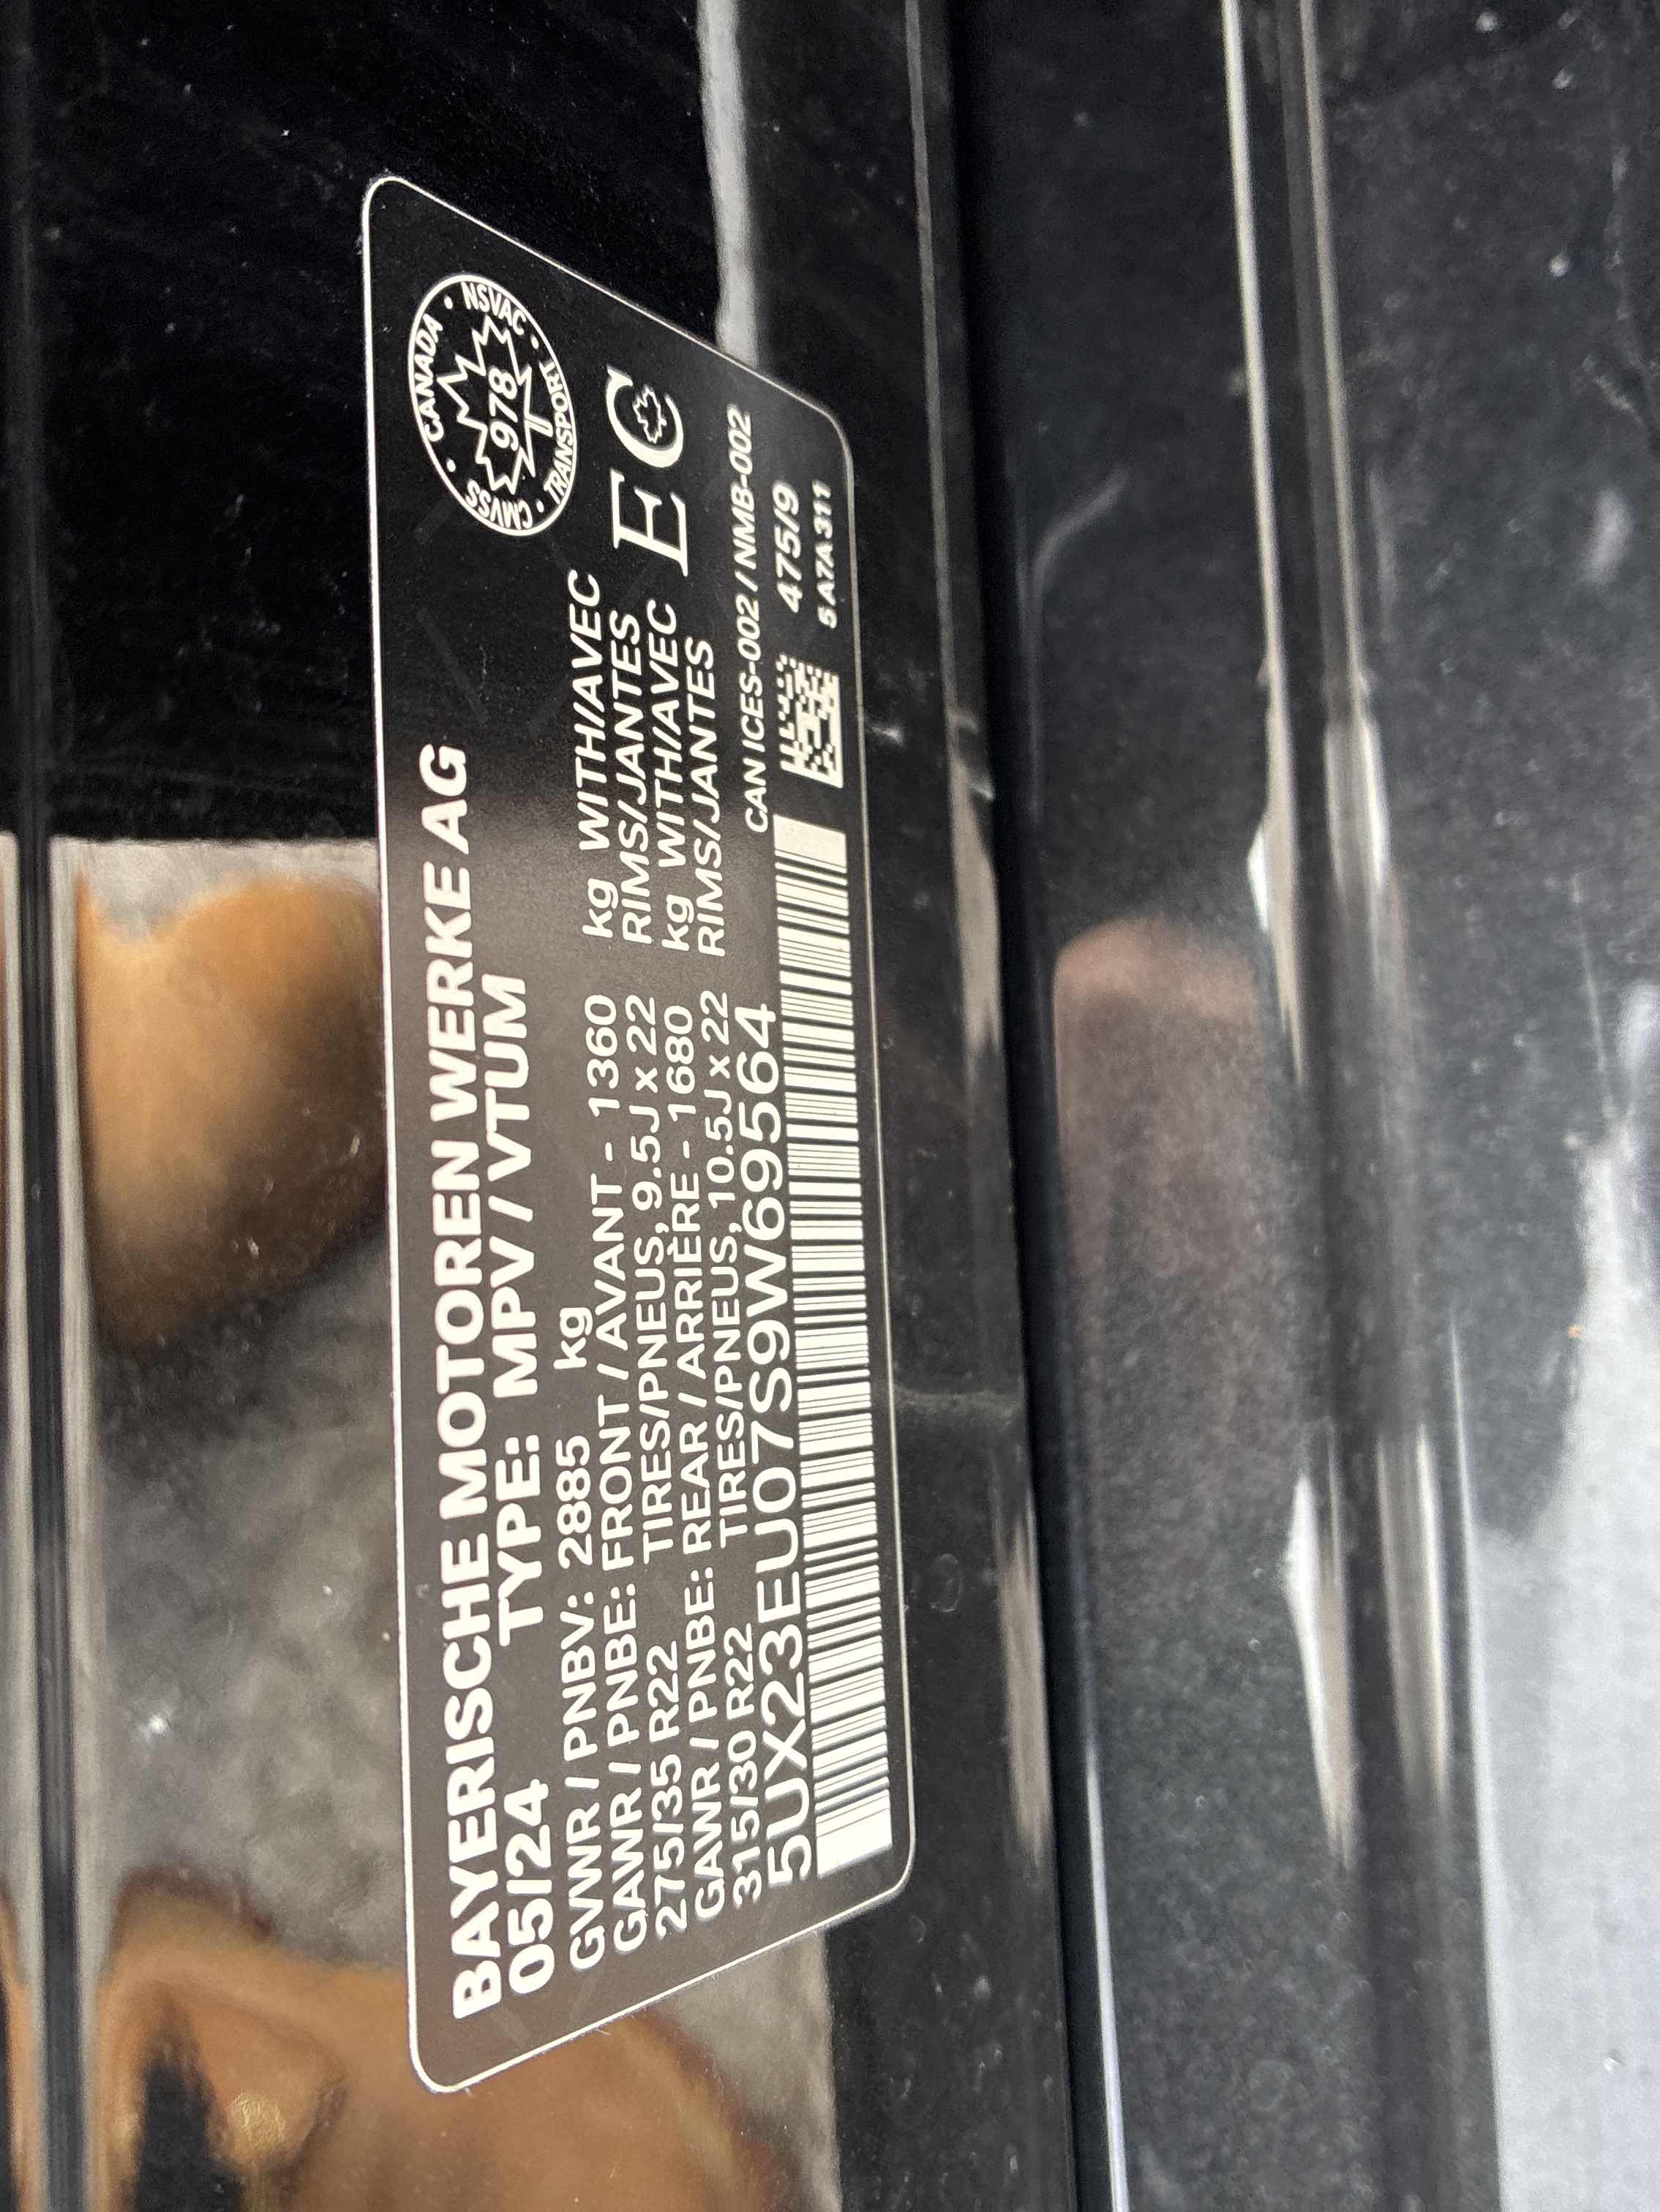 BAYERISCHE MOTOREN WERKE AG
05/24 TYPE: MPV / VTUM
GVWR / PNBV: 2885 kg
GAWR / PNBE: FRONT / AVANT - 1360 kg WITH/AVEC
275/35 R22 TIRES/PNEUS, 9.5J x 22 RIMS/JANTES
GAWR / PNBE: REAR / ARRIÈRE - 1680 kg WITH/AVEC
315/30 R22 TIRES/PNEUS, 10.5J x 22 RIMS/JANTES
5UX23EU07S9W69564
CANADA · NSVAC · TRANSPORT · CMVSS ·
978
EC
CAN ICES-002 / NMB-002
475/9
5A7A311